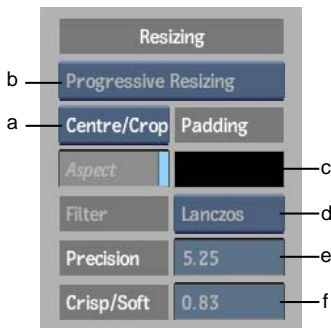 Resizing
b Progressive Resizing
a Centre/Crop Padding
Aspect c
Filter Lanczos d
Precision 5.25 e
Crisp/Soft 0.83 f